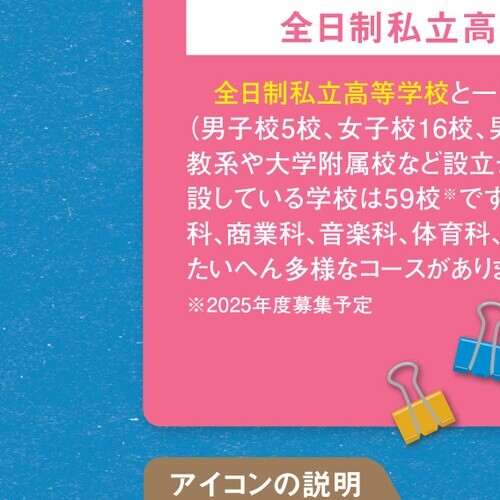 全日制私立高
全日制私立高等学校と一
（男子校5校、女子校16校、男
教系や大学附属校など設立
設している学校は59校※です
科、商業科、音楽科、体育科、
たいへん多様なコースがあり
※2025年度募集予定
アイコンの説明